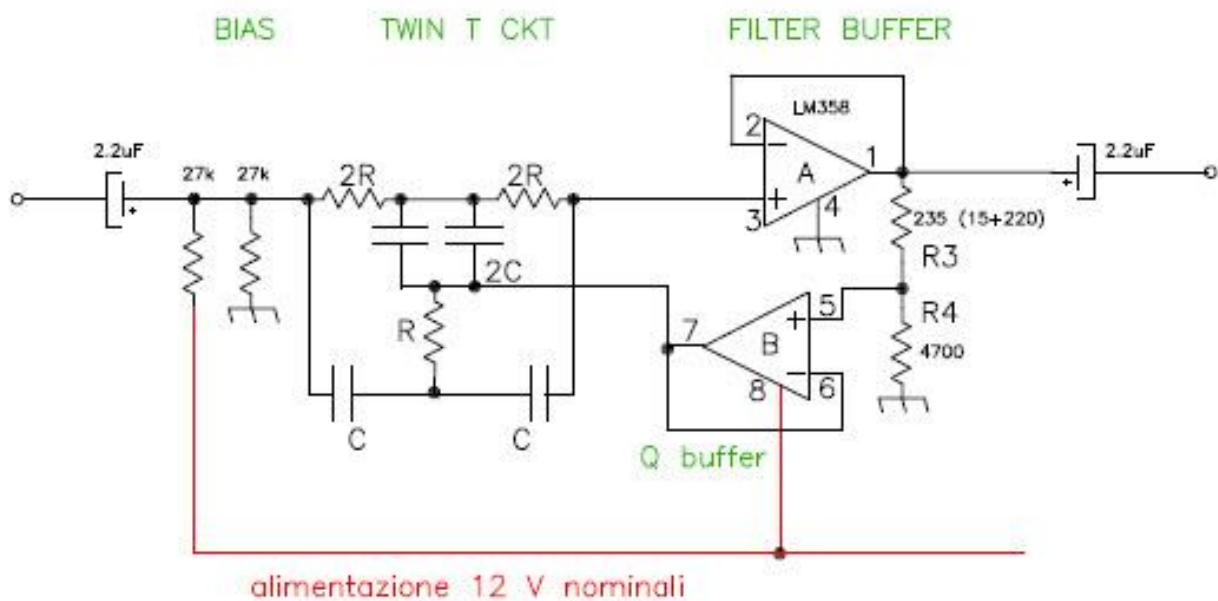 BIAS TWIN T CKT FILTER BUFFER
LM358
2.2uF 27k 27k 2R 2R 2 - A 1 2.2uF
+ + 3 4 + 235 (15+220)
R3
2C
R 7 B + 5 R4
- 6 4700
8
C C
Q buffer
alimentazione 12 V nominali